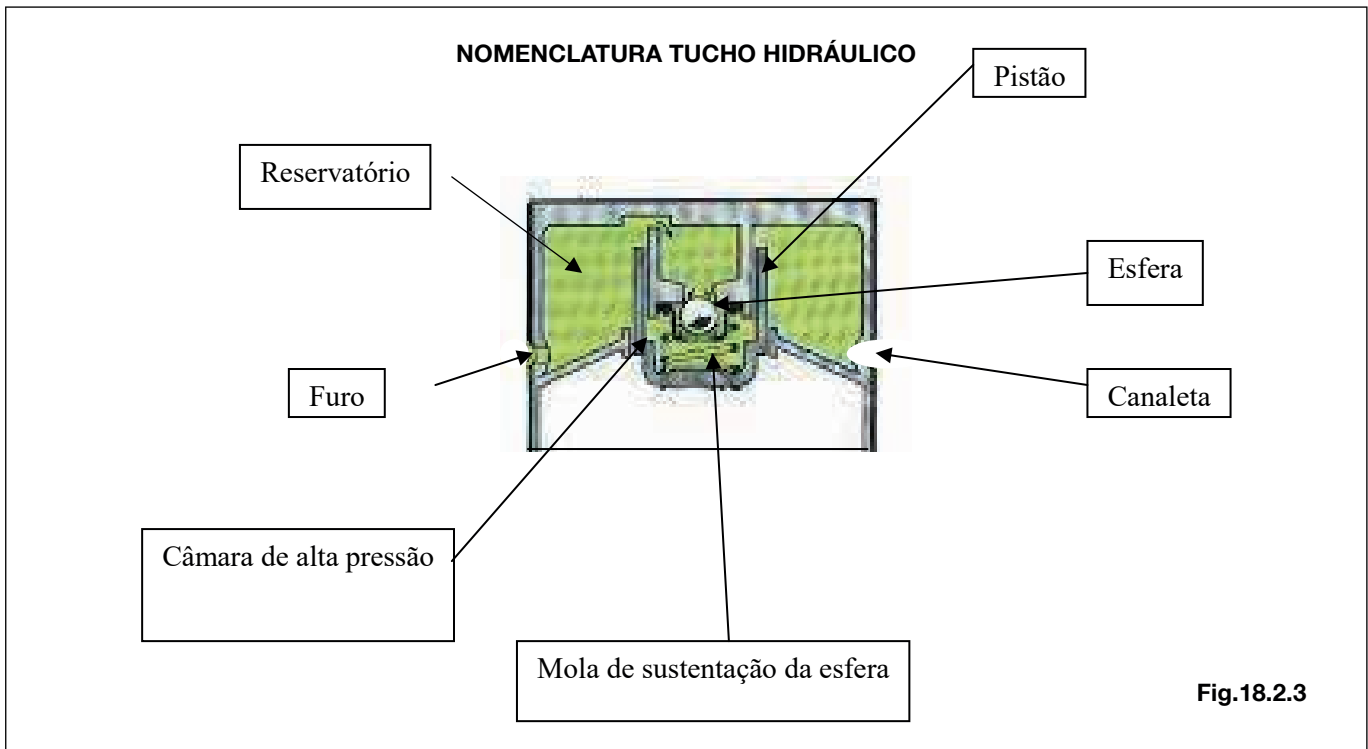 NOMENCLATURA TUCHO HIDRÁULICO
Pistão
Reservatório
Esfera
Furo
Canaleta
Câmara de alta pressão
Mola de sustentação da esfera
Fig.18.2.3